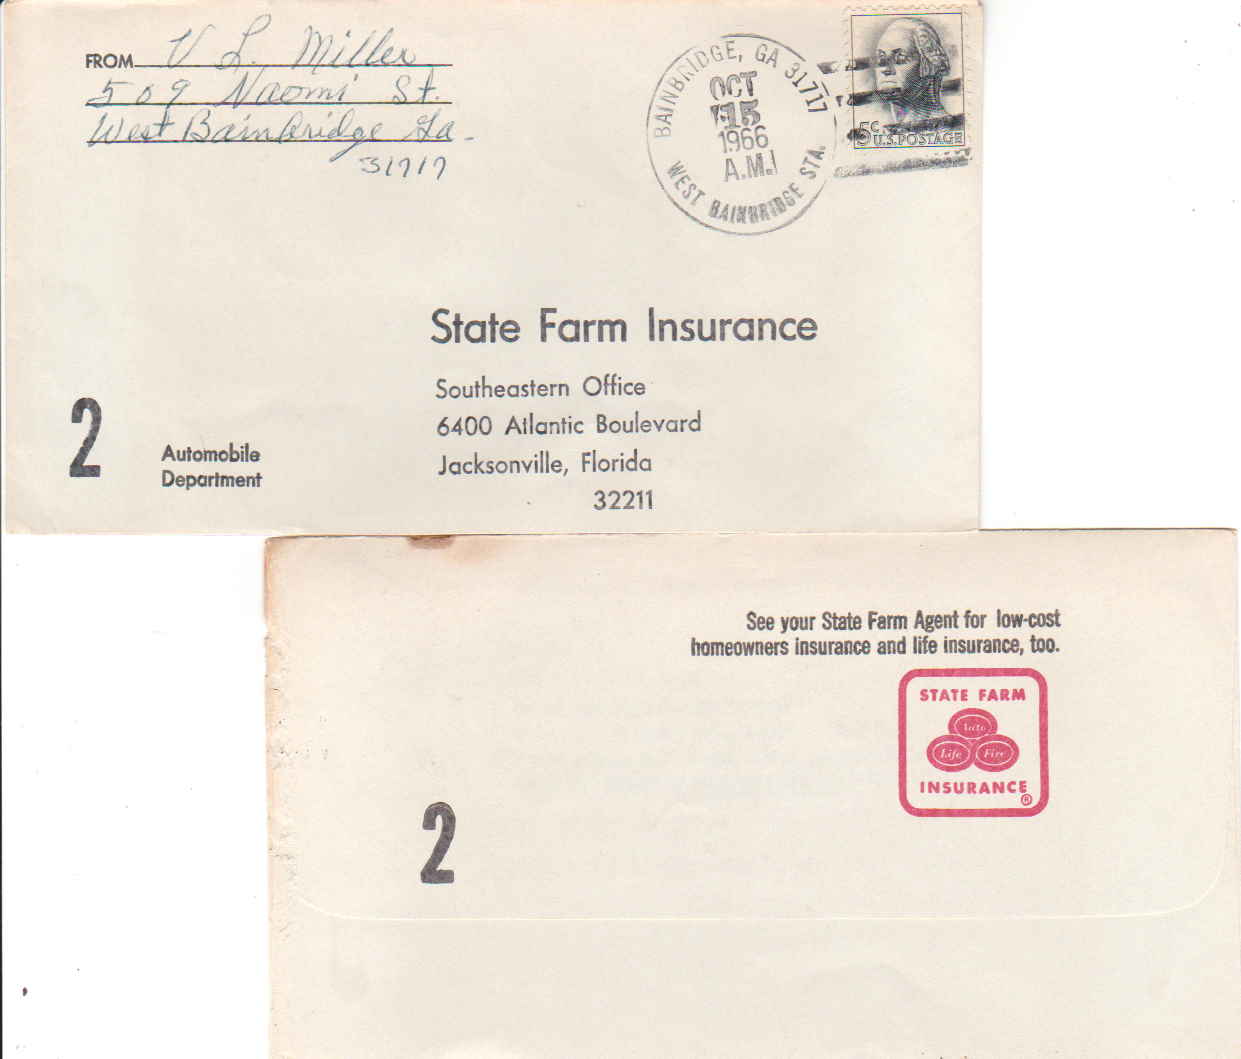 FROM V L. Miller
509 Naomi St.
West Bainbridge Ga.
31717
BAINBRIDGE, GA 31717
OCT
15
1966
A.M.
WEST BAINBRIDGE STA.
5c
U.S. POSTAGE
State Farm Insurance
Southeastern Office
6400 Atlantic Boulevard
Jacksonville, Florida
32211
2
Automobile
Department
See your State Farm Agent for low-cost
homeowners insurance and life insurance, too.
STATE FARM
Auto
Life Fire
INSURANCE
®
2